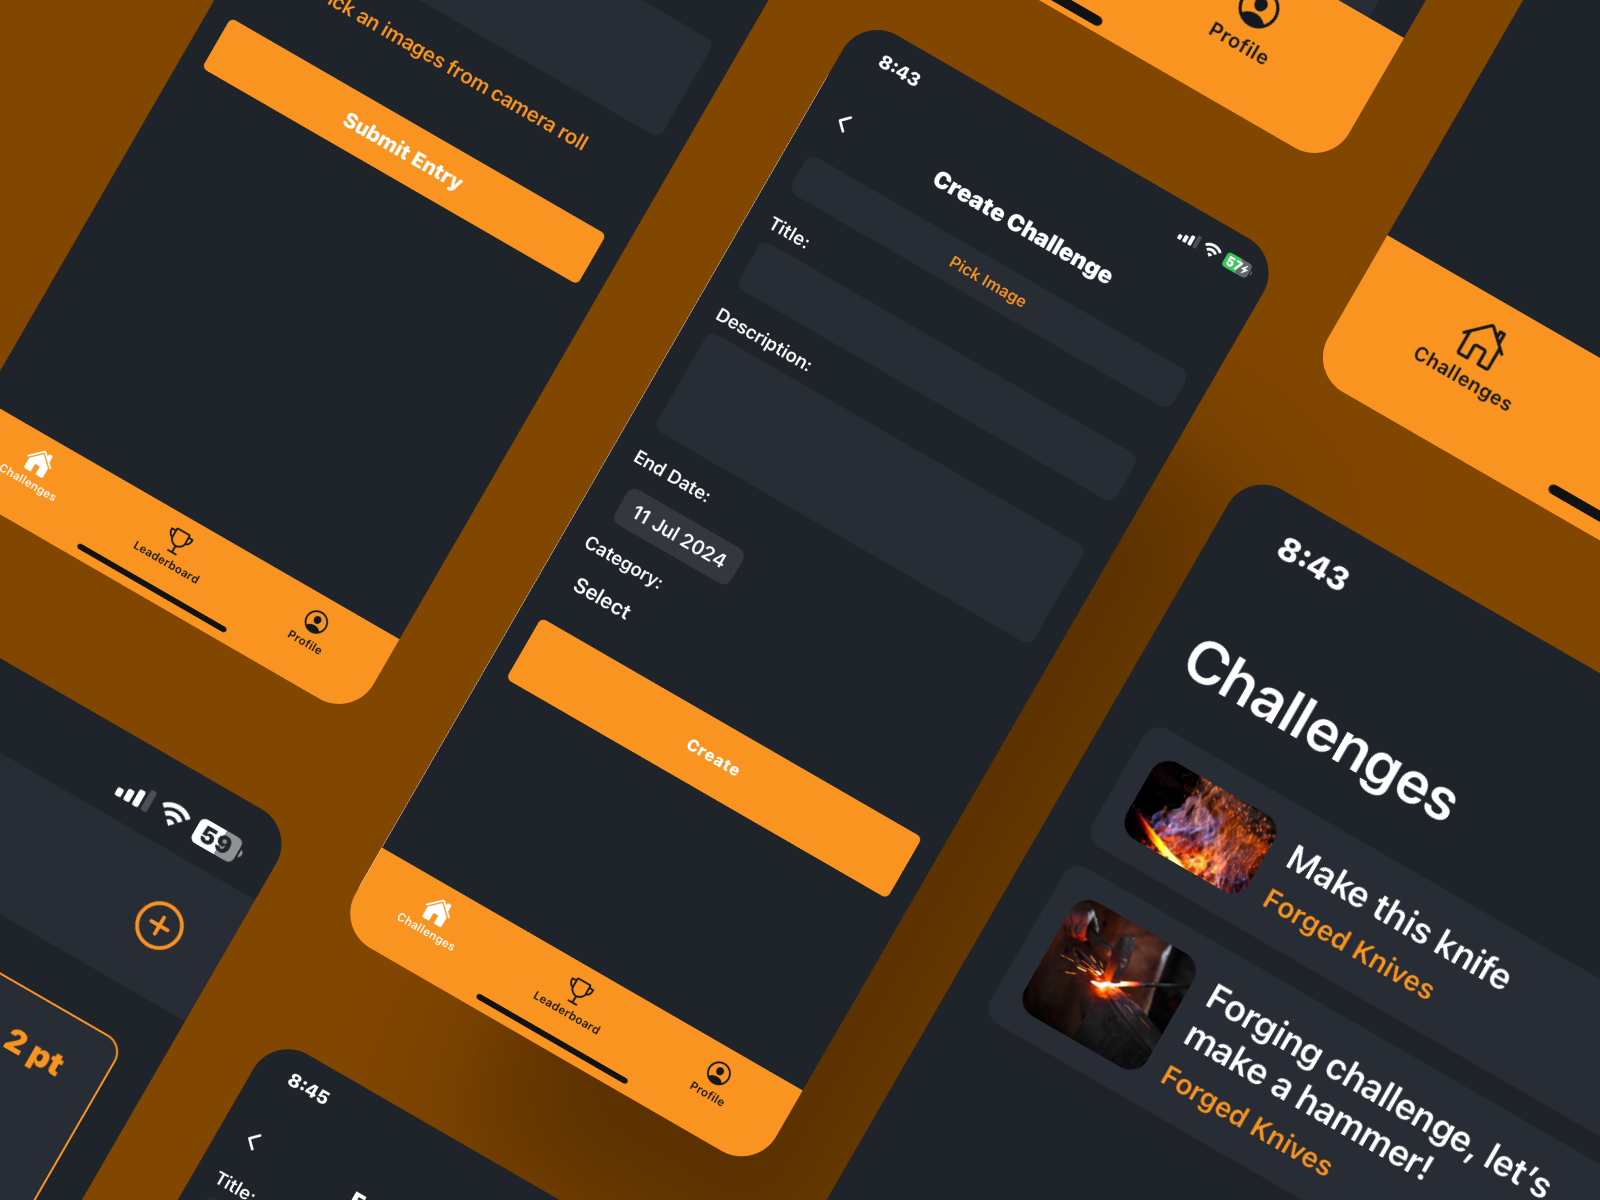 ck an images from camera roll
Submit Entry
Challenges
Leaderboard
Profile
59
2 pt
8:45
Title:
8:43
57
Create Challenge
Pick Image
Title:
Description:
End Date:
11 Jul 2024
Category:
Select
Create
Challenges
Leaderboard
Profile
Profile
Challenges
8:43
Challenges
Make this knife
Forged Knives
Forging challenge, let's
make a hammer!
Forged Knives